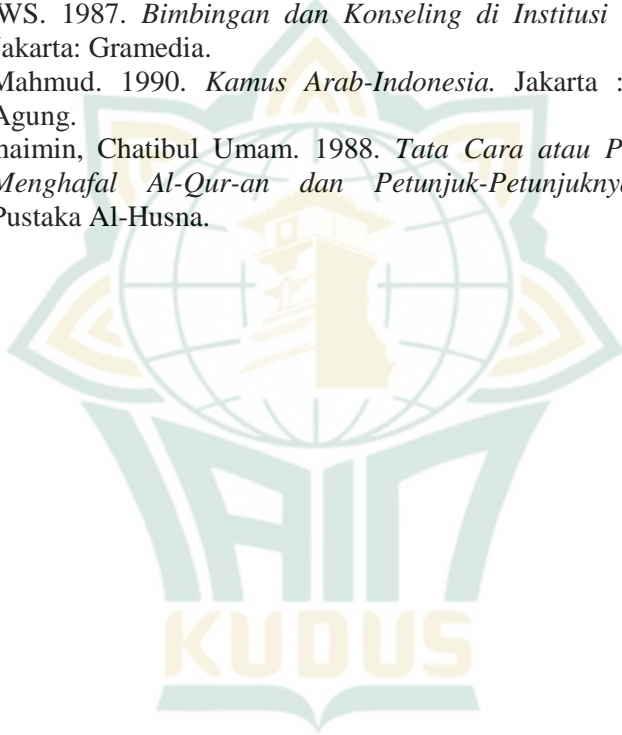 WS. 1987. Bimbingan dan Konseling di Institusi
Jakarta: Gramedia.
Mahmud. 1990. Kamus Arab-Indonesia. Jakarta :
Agung.
haimin, Chatibul Umam. 1988. Tata Cara atau P
Menghafal Al-Qur-an dan Petunjuk-Petunjuknya
Pustaka Al-Husna.
IAIN
KUDUS